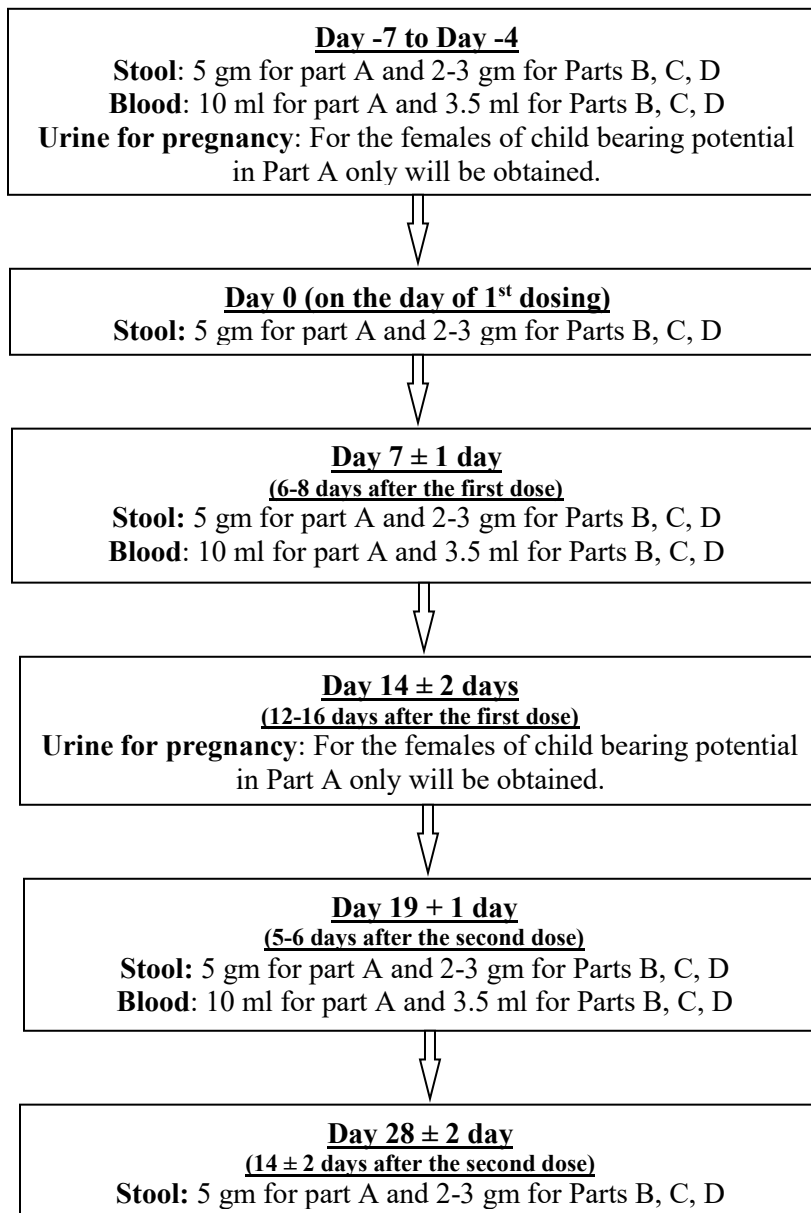 Day -7 to Day -4
Stool: 5 gm for part A and 2-3 gm for Parts B, C, D
Blood: 10 ml for part A and 3.5 ml for Parts B, C, D
Urine for pregnancy: For the females of child bearing potential
in Part A only will be obtained.
Day 0 (on the day of 1st dosing)
Stool: 5 gm for part A and 2-3 gm for Parts B, C, D
Day 7 ± 1 day
(6-8 days after the first dose)
Stool: 5 gm for part A and 2-3 gm for Parts B, C, D
Blood: 10 ml for part A and 3.5 ml for Parts B, C, D
Day 14 ± 2 days
(12-16 days after the first dose)
Urine for pregnancy: For the females of child bearing potential
in Part A only will be obtained.
Day 19 + 1 day
(5-6 days after the second dose)
Stool: 5 gm for part A and 2-3 gm for Parts B, C, D
Blood: 10 ml for part A and 3.5 ml for Parts B, C, D
Day 28 ± 2 day
(14 ± 2 days after the second dose)
Stool: 5 gm for part A and 2-3 gm for Parts B, C, D